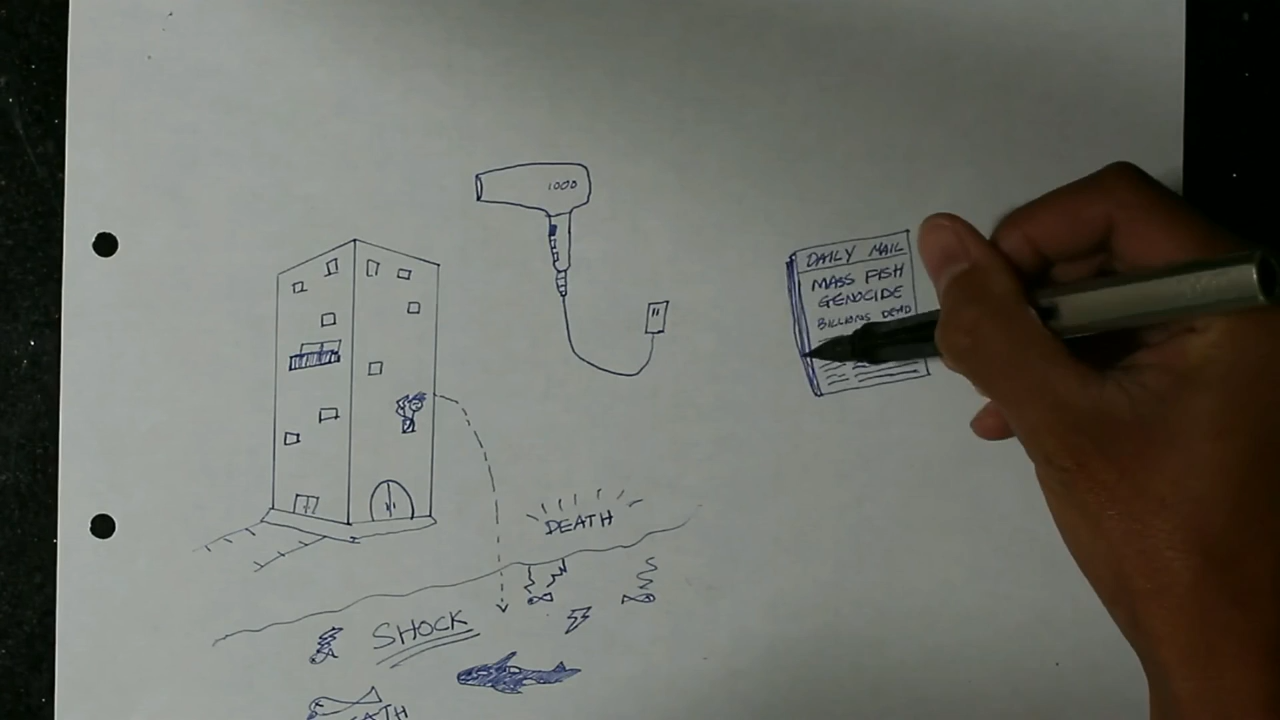 1000
DAILY MAIL
MASS FISH
GENOCIDE
BILLIONS DEAD
DEATH
SHOCK